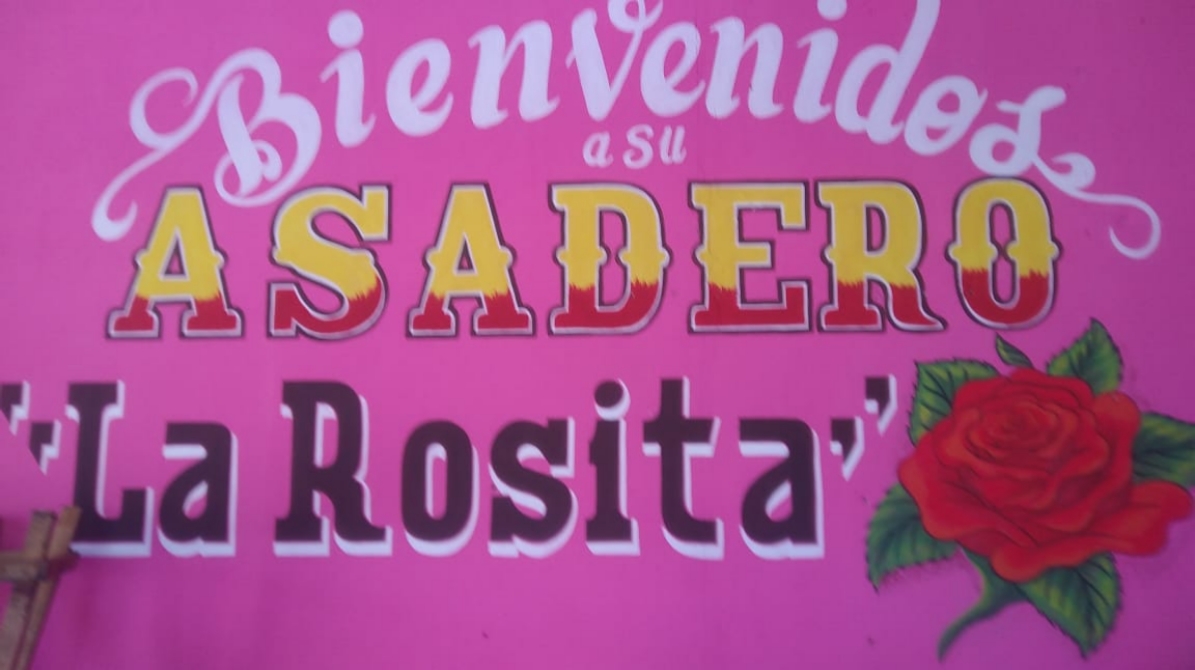 Bienvenidos
a su
ASADERO
"La Rosita"